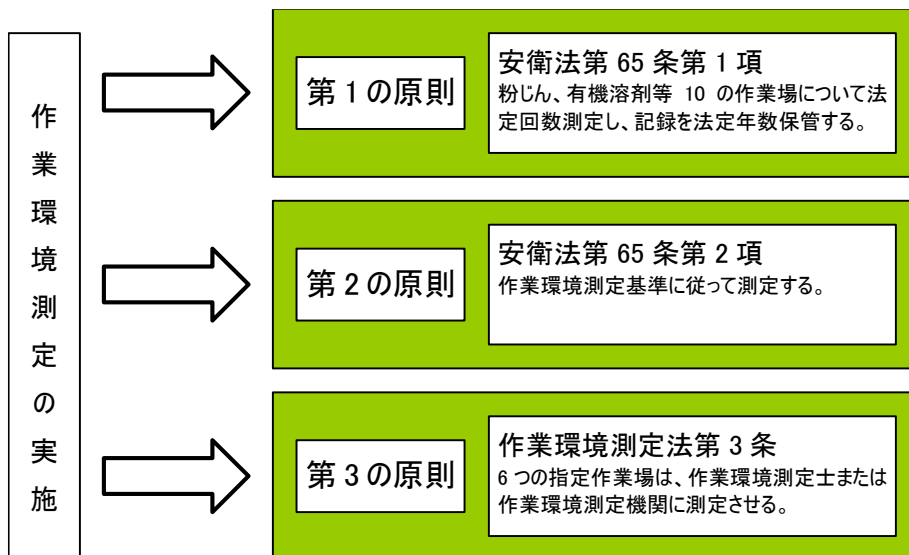 作業環境測定の実施
第１の原則
安衛法第 65 条第 1 項
粉じん、有機溶剤等 10 の作業場について法
定回数測定し、記録を法定年数保管する。
第２の原則
安衛法第 65 条第 2 項
作業環境測定基準に従って測定する。
第３の原則
作業環境測定法第 3 条
6 つの指定作業場は、作業環境測定士または
作業環境測定機関に測定させる。